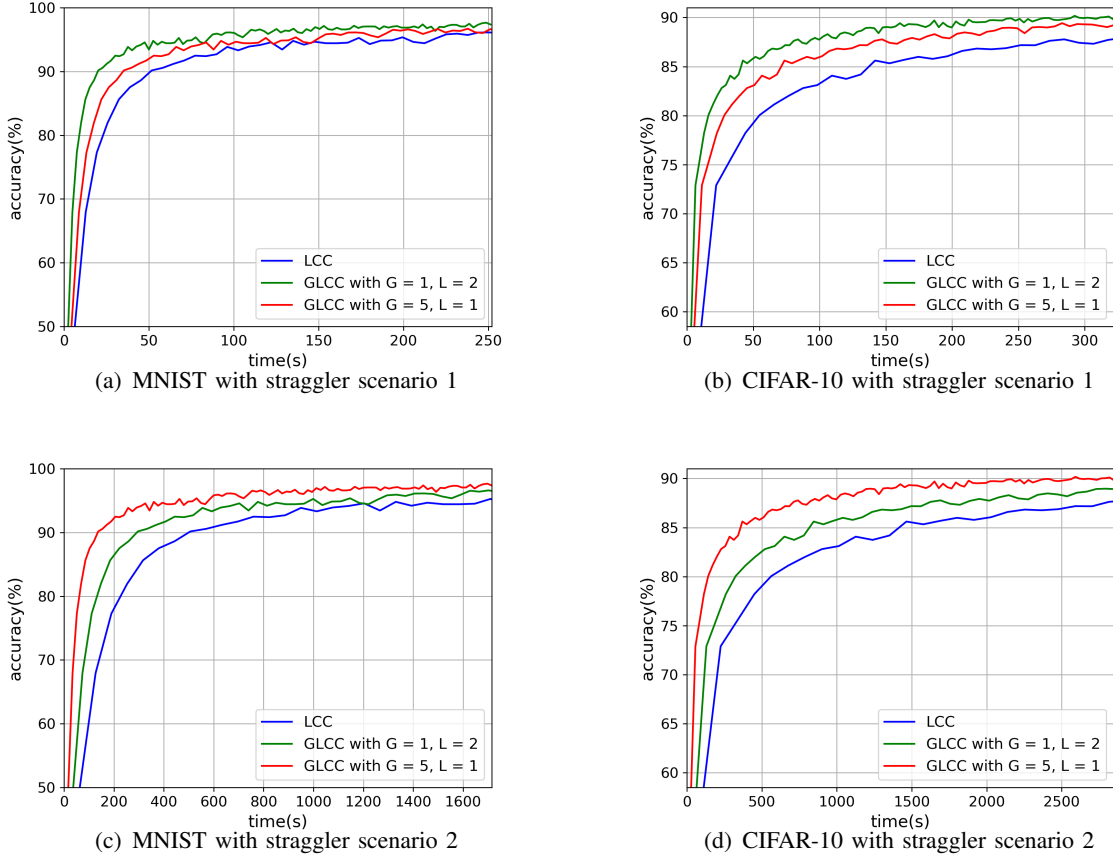 100
90
80
70
60
50
accuracy(%)
LCC
GLCC with G = 1, L = 2
GLCC with G = 5, L = 1
0 50 100 150 200 250
time(s)
(a) MNIST with straggler scenario 1
90
85
80
75
70
65
60
accuracy(%)
LCC
GLCC with G = 1, L = 2
GLCC with G = 5, L = 1
0 50 100 150 200 250 300
time(s)
(b) CIFAR-10 with straggler scenario 1
100
90
80
70
60
50
accuracy(%)
LCC
GLCC with G = 1, L = 2
GLCC with G = 5, L = 1
0 200 400 600 800 1000 1200 1400 1600
time(s)
(c) MNIST with straggler scenario 2
90
85
80
75
70
65
60
accuracy(%)
LCC
GLCC with G = 1, L = 2
GLCC with G = 5, L = 1
0 500 1000 1500 2000 2500
time(s)
(d) CIFAR-10 with straggler scenario 2